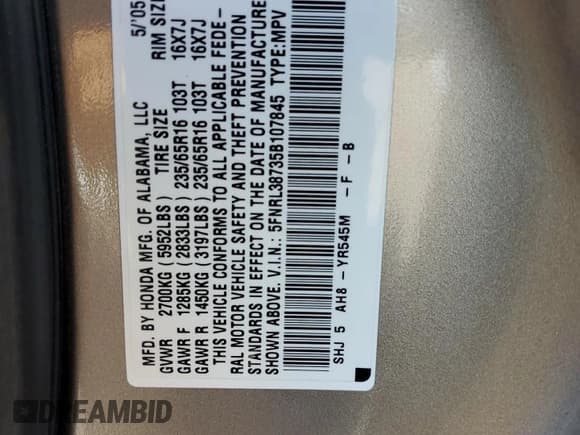 MFD. BY HONDA MFG. OF ALABAMA, LLC 5/'05
GVWR 2700KG (5952LBS) TIRE SIZE RIM SIZE
GAWR F 1285KG (2833LBS) 235/65R16 103T 16X7J
GAWR R 1450KG (3197LBS) 235/65R16 103T 16X7J
THIS VEHICLE CONFORMS TO ALL APPLICABLE FEDE-
RAL MOTOR VEHICLE SAFETY AND THEFT PREVENTION
STANDARDS IN EFFECT ON THE DATE OF MANUFACTURE
SHOWN ABOVE. V.I.N.: 5FNRL38735B107845 TYPE:MPV
SHJ 5 AH8 - YR545M - F - B
DREAMBID